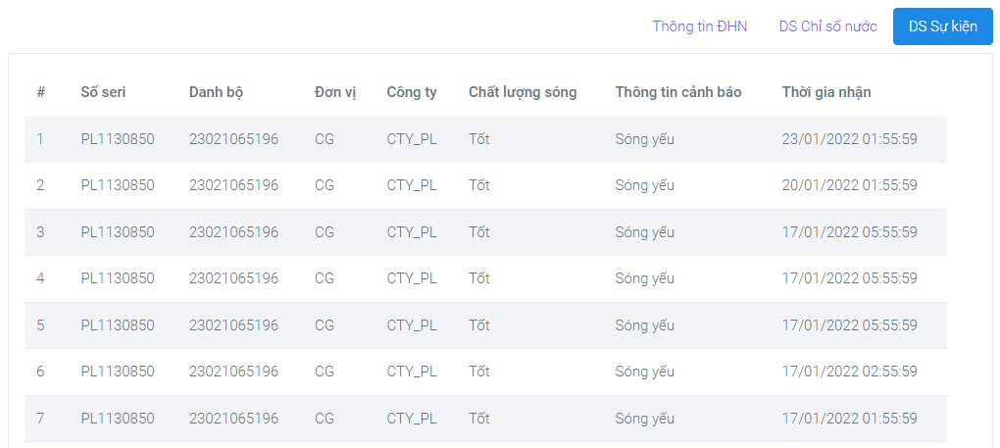 Thông tin ĐHN DS Chỉ số nước DS Sự kiện
# Số seri Danh bộ Đơn vị Công ty Chất lượng sóng Thông tin cảnh báo Thời gia nhận
1 PL1130850 23021065196 CG CTY_PL Tốt Sóng yếu 23/01/2022 01:55:59
2 PL1130850 23021065196 CG CTY_PL Tốt Sóng yếu 20/01/2022 01:55:59
3 PL1130850 23021065196 CG CTY_PL Tốt Sóng yếu 17/01/2022 05:55:59
4 PL1130850 23021065196 CG CTY_PL Tốt Sóng yếu 17/01/2022 05:55:59
5 PL1130850 23021065196 CG CTY_PL Tốt Sóng yếu 17/01/2022 05:55:59
6 PL1130850 23021065196 CG CTY_PL Tốt Sóng yếu 17/01/2022 02:55:59
7 PL1130850 23021065196 CG CTY_PL Tốt Sóng yếu 17/01/2022 01:55:59